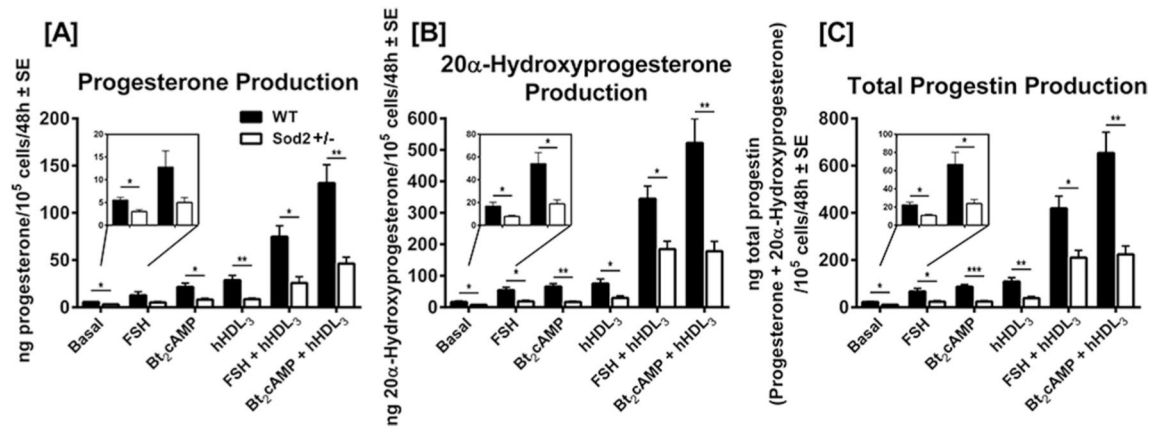 [A]
Progesterone Production
ng progesterone/10⁵ cells/48h ± SE
200
150
100
50
0
WT
Sod2+/-
20
15
10
5
0
*
*
*
**
*
**
Basal
FSH
Bt₂cAMP
hHDL₃
FSH + hHDL₃
Bt₂cAMP + hHDL₃
[B]
20α-Hydroxyprogesterone
Production
ng 20α-Hydroxyprogesterone/10⁵ cells/48h ± SE
600
500
400
300
200
100
0
80
60
40
20
0
*
*
*
*
**
*
*
**
Basal
FSH
Bt₂cAMP
hHDL₃
FSH + hHDL₃
Bt₂cAMP + hHDL₃
[C]
Total Progestin Production
ng total progestin
(Progesterone + 20α-Hydroxyprogesterone)
/10⁵ cells/48h ± SE
800
600
400
200
0
100
80
60
40
20
0
*
*
*
*
***
**
*
**
Basal
FSH
Bt₂cAMP
hHDL₃
FSH + hHDL₃
Bt₂cAMP + hHDL₃